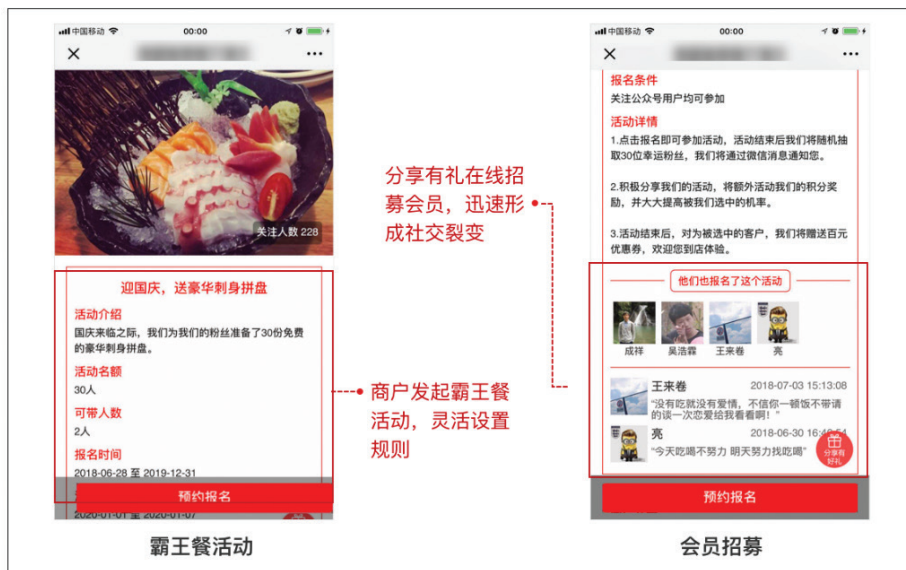 中国移动
00:00
关注人数 228
迎国庆，送豪华刺身拼盘
活动介绍
国庆来临之际，我们为我们的粉丝准备了30份免费
的豪华刺身拼盘。
活动名额
30人
可带人数
2人
报名时间
2018-06-28 至 2019-12-31
预约报名
2020-01-01 至 2020-01-07
霸王餐活动
分享有礼在线招
募会员，迅速形
成社交裂变
商户发起霸王餐
活动，灵活设置
规则
中国移动
00:00
报名条件
关注公众号用户均可参加
活动详情
1.点击报名即可参加活动，活动结束后我们将随机抽
取30位幸运粉丝，我们将通过微信消息通知您。
2.积极分享我们的活动，将额外活动我们的积分奖
励，并大大提高被我们选中的机率。
3.活动结束后，对为被选中的客户，我们将赠送百元
优惠券，欢迎您到店体验。
他们也报名了这个活动
成祥 吴浩霖 王来卷 亮
王来卷 2018-07-03 15:13:08
“没有吃就没有爱情，不信你一顿饭不带请
的谈一次恋爱给我看看啊！”
亮 2018-06-30
“今天吃喝不努力 明天努力找吃喝”
分享有
好礼
预约报名
会员招募